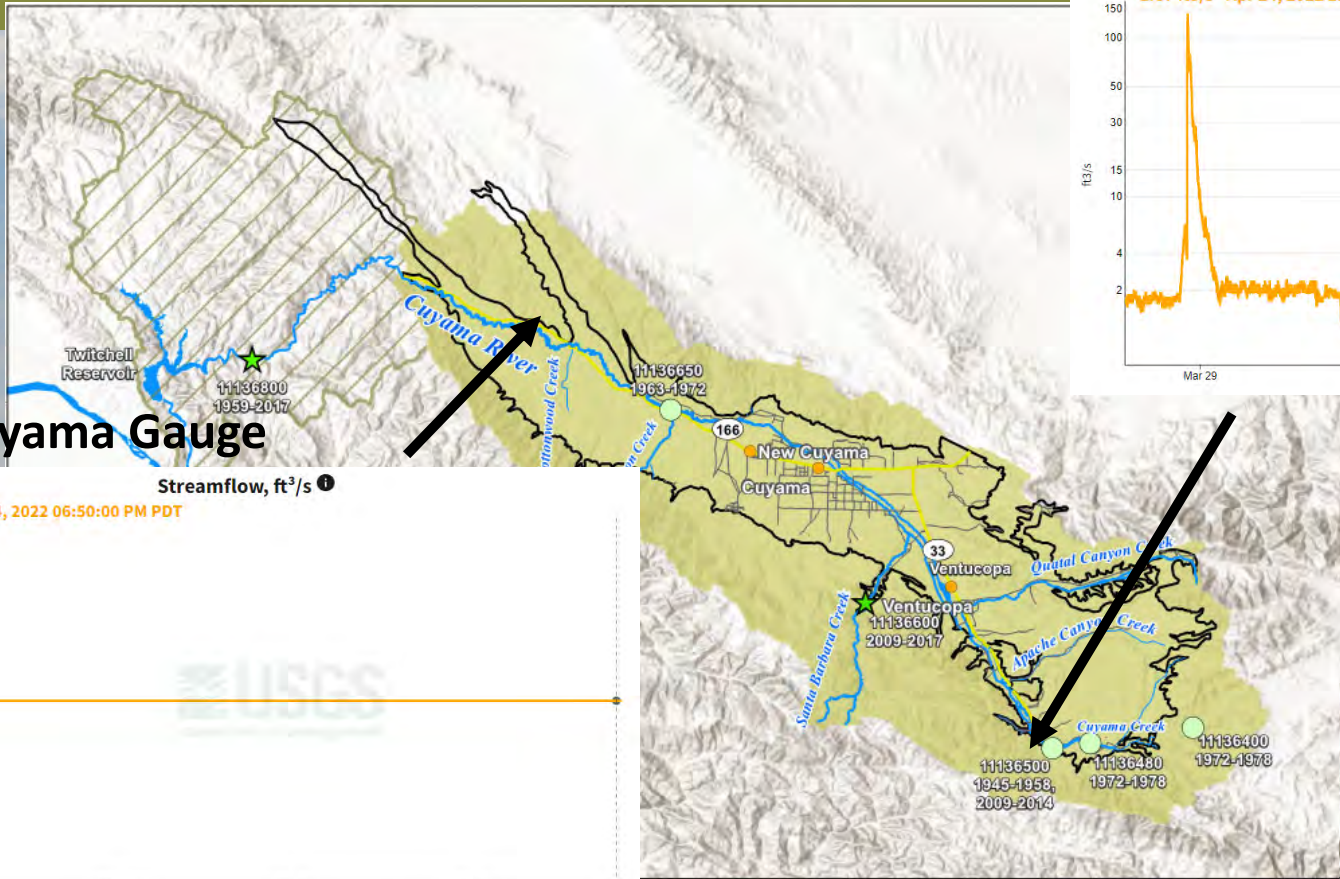 150
100
50
30
15
10
4
2
ft3/s
Mar 29
Cuyama River
Twitchell
Reservoir
11136800
1959-2017
Cottonwood Creek
11136650
1963-1972
Creek
166
New Cuyama
Cuyama
yama Gauge
Streamflow, ft³/s
2022 06:50:00 PM PDT
USGS
33
Ventucopa
Quatal Canyon Creek
Ventucopa
11136600
2009-2017
Santa Barbara Creek
Apache Canyon Creek
Cuyama Creek
11136500
1945-1958,
2009-2014
11136480
1972-1978
11136400
1972-1978